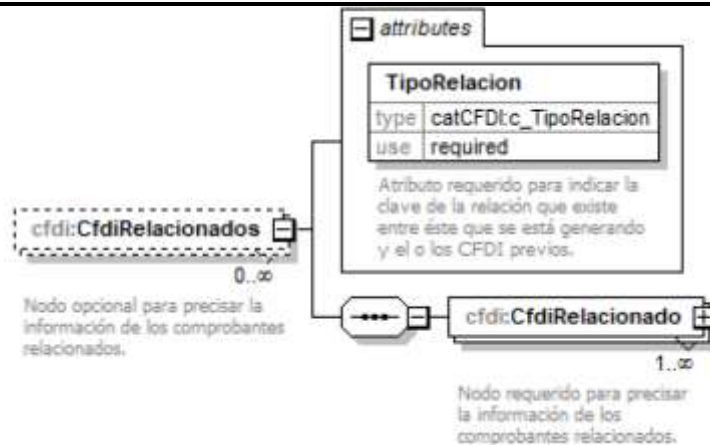 attributes
TipoRelacion
type catCFDI:c_TipoRelacion
use required
Atributo requerido para indicar la
clave de la relación que existe
entre éste que se está generando
y el o los CFDI previos.
cfdi:CfdiRelacionados
0..∞
Nodo opcional para precisar la
información de los comprobantes
relacionados.
cfdi:CfdiRelacionado
1..∞
Nodo requerido para precisar
la información de los
comprobantes relacionados.